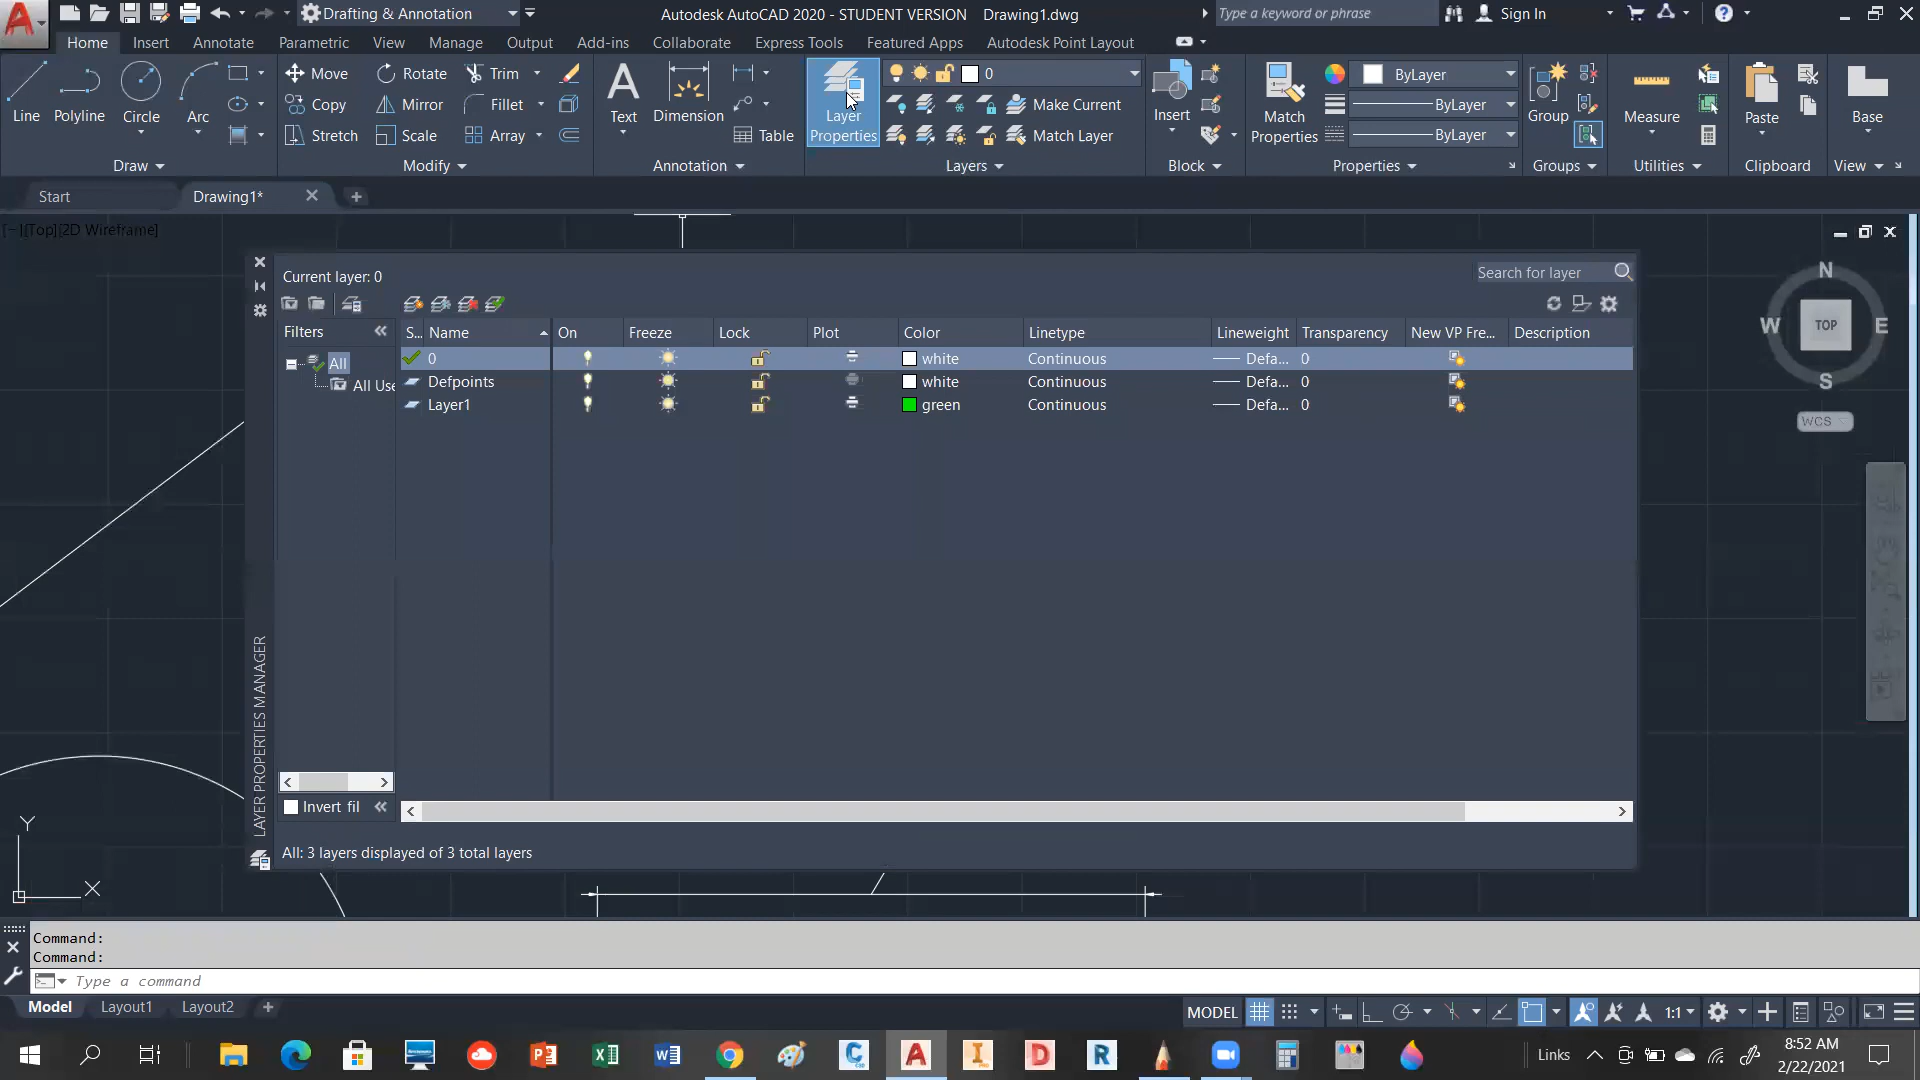 Drafting & Annotation
Autodesk AutoCAD 2020 - STUDENT VERSION Drawing1.dwg
Type a keyword or phrase
Sign In
Home Insert Annotate Parametric View Manage Output Add-ins Collaborate Express Tools Featured Apps Autodesk Point Layout
Line Polyline Circle Arc
Move Rotate Trim
Copy Mirror Fillet
Stretch Scale Array
Text Dimension
Table
Layer Properties
0
Make Current
Match Layer
Insert
Match Properties
ByLayer
ByLayer
ByLayer
Group
Measure
Paste
Base
Draw Modify Annotation Layers Block Properties Groups Utilities Clipboard View
Start Drawing1*
[−][Top][2D Wireframe]
N
W TOP E
S
WCS
Current layer: 0
Search for layer
Filters
S.. Name On Freeze Lock Plot Color Linetype Lineweight Transparency New VP Fre... Description
All
All Use
0 white Continuous Defa... 0
Defpoints white Continuous Defa... 0
Layer1 green Continuous Defa... 0
LAYER PROPERTIES MANAGER
Invert fil
All: 3 layers displayed of 3 total layers
Y
X
Command:
Command:
Type a command
Model Layout1 Layout2
MODEL
1:1
Links
8:52 AM
2/22/2021